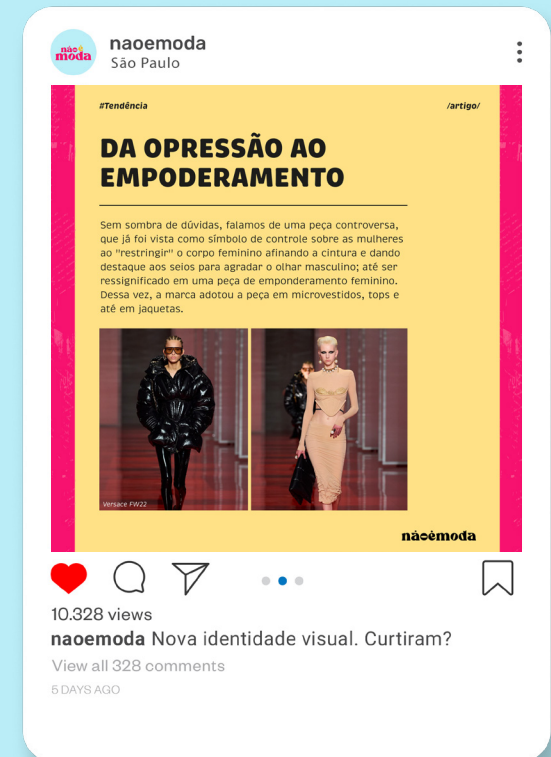 não é
moda
naoemoda
São Paulo
#Tendência
/artigo/
DA OPRESSÃO AO
EMPODERAMENTO
Sem sombra de dúvidas, falamos de uma peça controversa,
que já foi vista como símbolo de controle sobre as mulheres
ao "restringir" o corpo feminino afinando a cintura e dando
destaque aos seios para agradar o olhar masculino; até ser
ressignificado em uma peça de emponderamento feminino.
Dessa vez, a marca adotou a peça em microvestidos, tops e
até em jaquetas.
Versace FW22
nãoémoda
10.328 views
naoemoda Nova identidade visual. Curtiram?
View all 328 comments
5 DAYS AGO